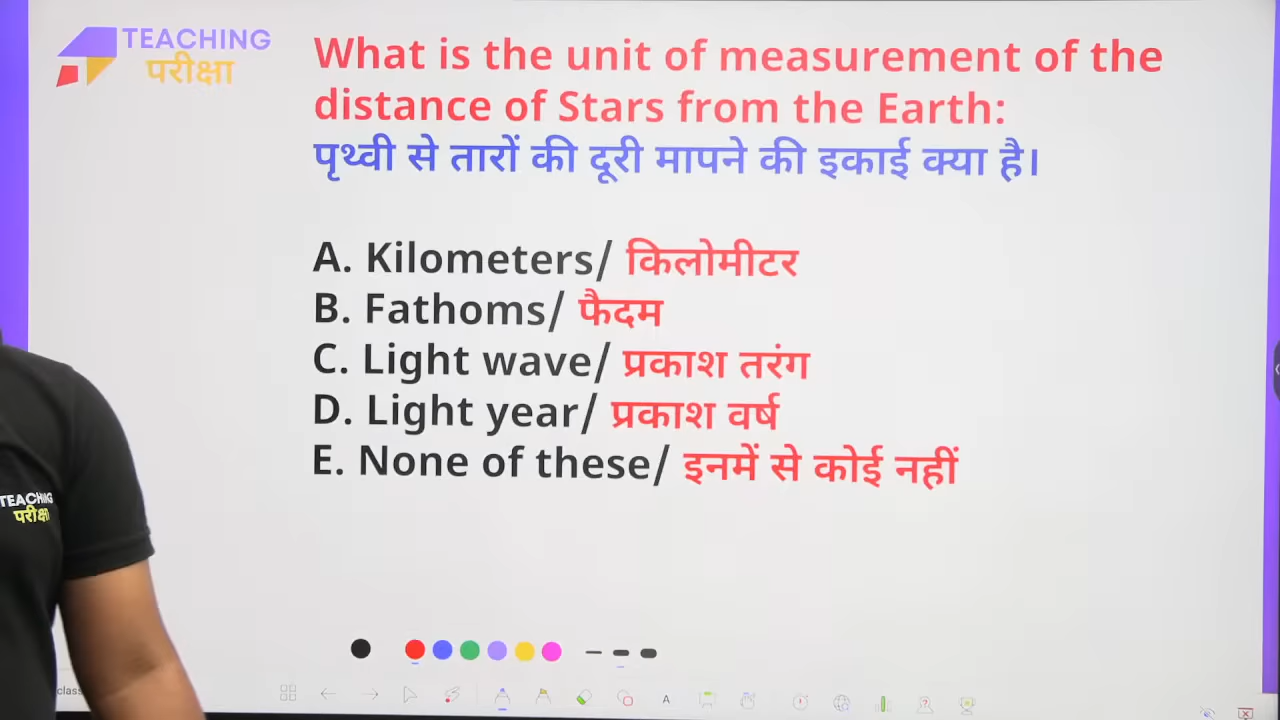 TEACHING
परीक्षा
What is the unit of measurement of the
distance of Stars from the Earth:
पृथ्वी से तारों की दूरी मापने की इकाई क्या है।
A. Kilometers/ किलोमीटर
B. Fathoms/ फैदम
C. Light wave/ प्रकाश तरंग
D. Light year/ प्रकाश वर्ष
E. None of these/ इनमें से कोई नहीं
TEACHING
परीक्षा
class
A